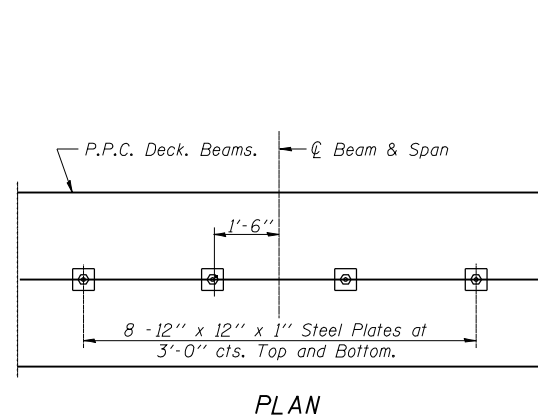 P.P.C. Deck. Beams.
℄ Beam & Span
1'-6"
8 -12" x 12" x 1" Steel Plates at
3'-0" cts. Top and Bottom.
PLAN